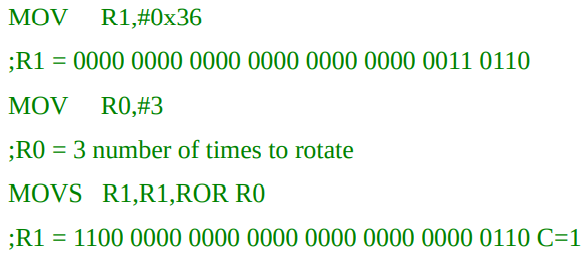 MOV R1,#0x36
;R1 = 0000 0000 0000 0000 0000 0000 0011 0110
MOV R0,#3
;R0 = 3 number of times to rotate
MOVS R1,R1,ROR R0
;R1 = 1100 0000 0000 0000 0000 0000 0000 0110 C=1